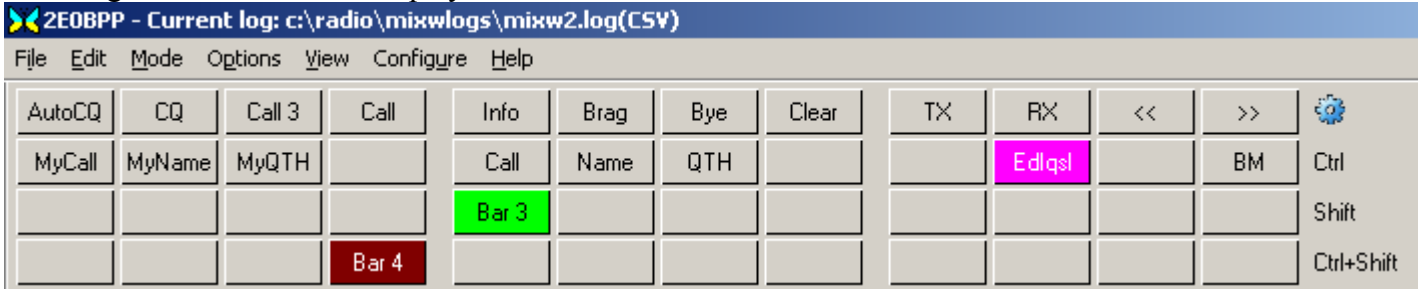 2E0BPP - Current log: c:\radio\mixwlogs\mixw2.log(CSV)
File Edit Mode Options View Configure Help
AutoCQ CQ Call 3 Call Info Brag Bye Clear TX RX << >>
MyCall MyName MyQTH Call Name QTH Edlqsl BM Ctrl
Bar 3 Shift
Bar 4 Ctrl+Shift